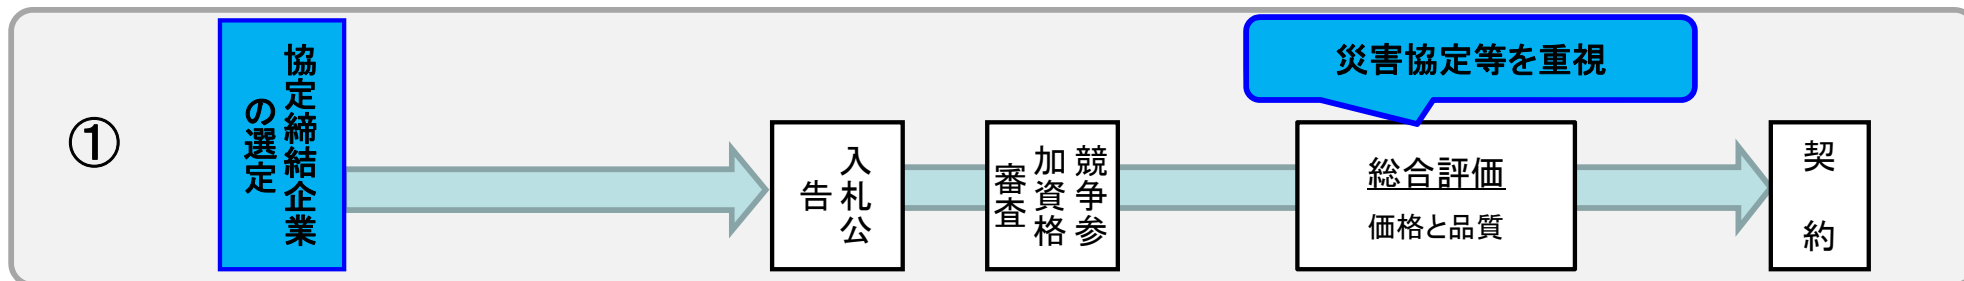 ①
協定締結企業
の選定
入札公
告
競争参
加資格
審査
災害協定等を重視
総合評価
価格と品質
契約